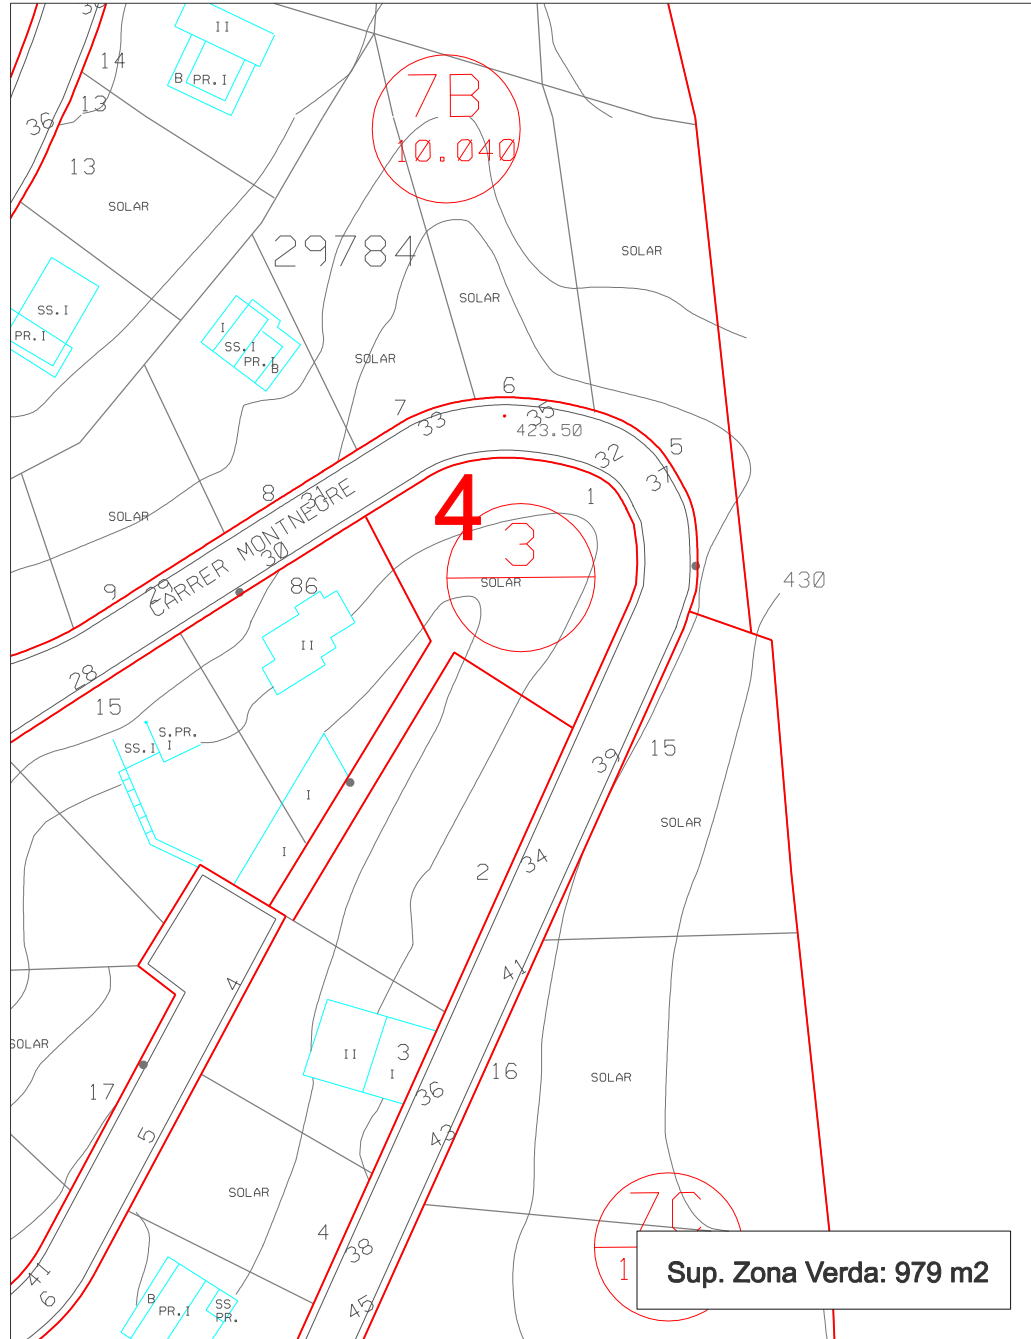 II
14
B PR.I
7B
13
36
10.040
13
SOLAR
29784
SOLAR
SOLAR
SS.I
I
PR.I
SS.I
PR.I
B
SOLAR
6
7
33
35
423.50
5
32
37
8
31
4
1
SOLAR
CARRER MONTNEGRE
30
3
SOLAR
9
29
86
430
II
28
15
S.PR.
SS.I
I
39
15
I
SOLAR
I
2
34
4
41
SOLAR
II
3
I
16
SOLAR
17
36
5
43
SOLAR
7C
4
38
1
Sup. Zona Verda: 979 m2
41
6
B
PR.I
SS
PR.
45